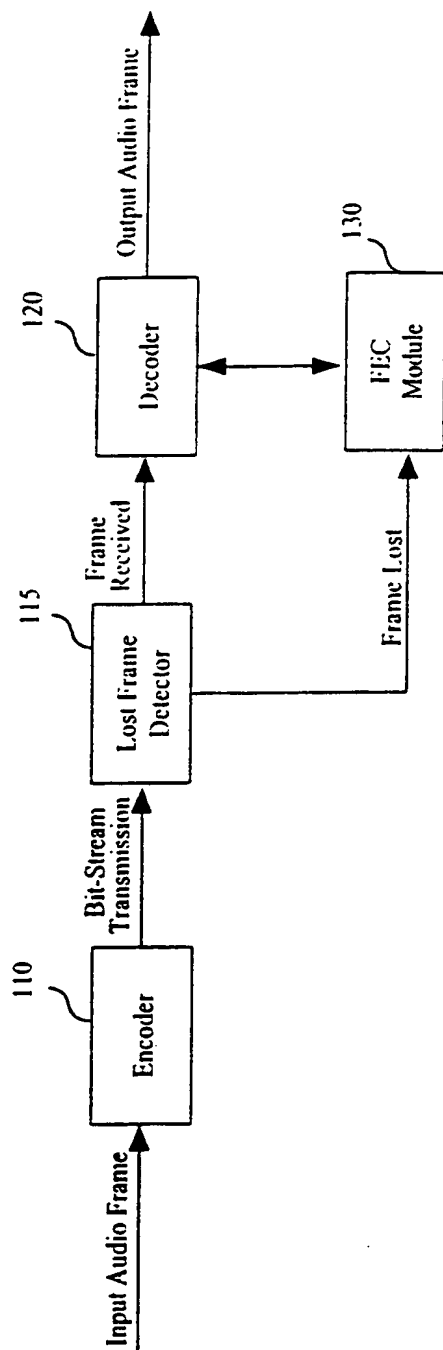 Input Audio Frame
110
Encoder
Bit-Stream
Transmission
115
Lost Frame
Detector
Frame
Received
Frame Lost
120
Decoder
130
FEC
Module
Output Audio Frame